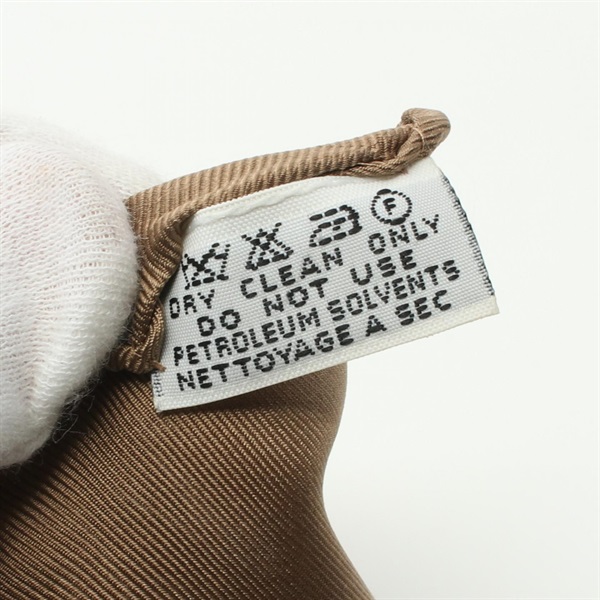 F
DRY CLEAN ONLY
DO NOT USE
PETROLEUM SOLVENTS
NETTOYAGE A SEC